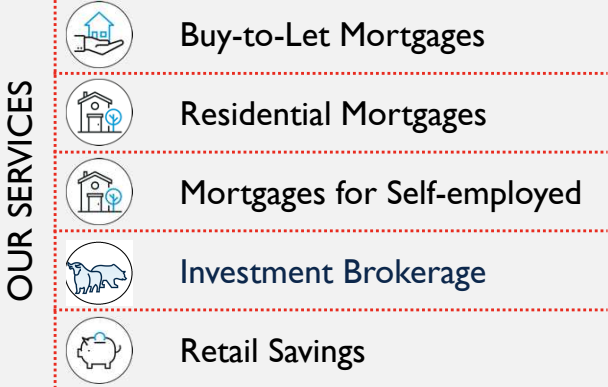 OUR SERVICES
Buy-to-Let Mortgages
Residential Mortgages
Mortgages for Self-employed
Investment Brokerage
Retail Savings